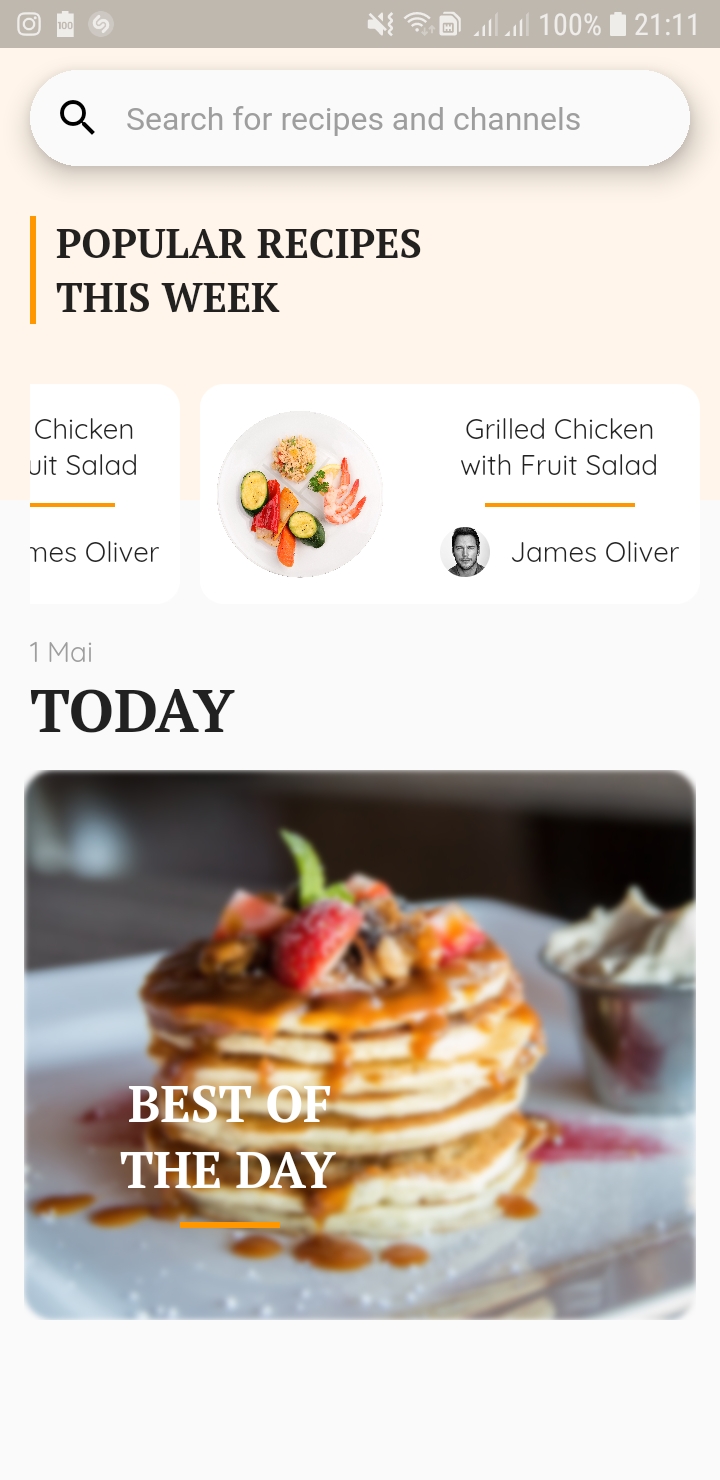 100% 21:11
Search for recipes and channels
POPULAR RECIPES
THIS WEEK
Chicken
uit Salad
mes Oliver
Grilled Chicken
with Fruit Salad
James Oliver
1 Mai
TODAY
BEST OF
THE DAY